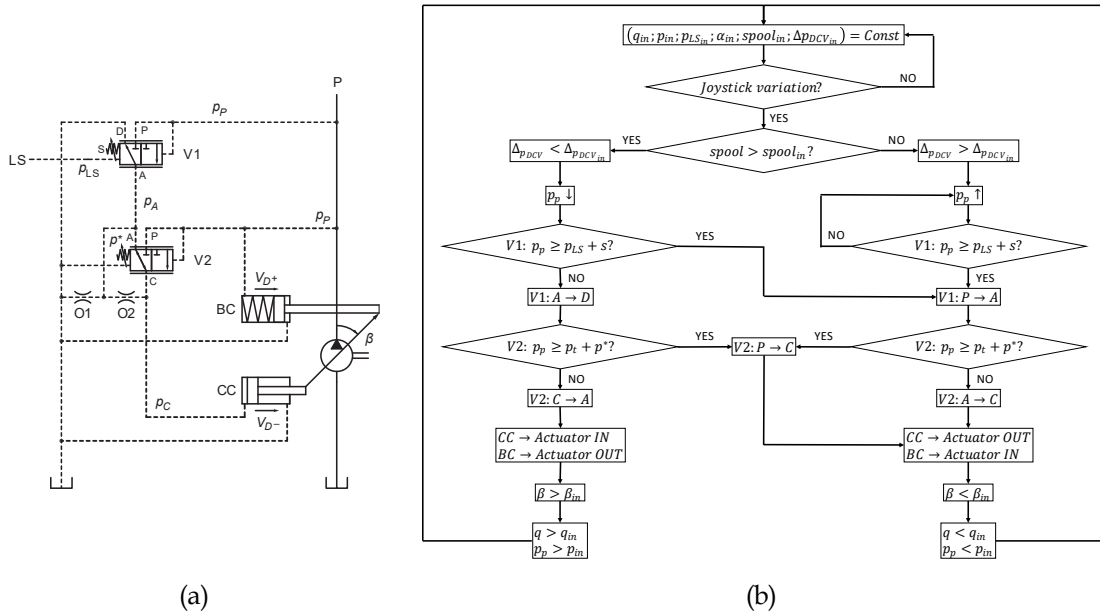 P
p_P
D
P
S
V1
LS
p_LS
A
p_A
p_P
A
P
p*
V2
C
V_D+
O1
O2
BC
β
CC
p_C
V_D−
(a)
(q_in; p_in; p_LS_in; α_in; spool_in; Δp_DCV_in) = Const
Joystick variation?
NO
YES
spool > spool_in?
YES
NO
Δ_p_DCV < Δ_p_DCV_in
Δ_p_DCV > Δ_p_DCV_in
p_p ↓
p_p ↑
V1: p_p ≥ p_LS + s?
YES
NO
V1: p_p ≥ p_LS + s?
NO
YES
V1: A → D
V1: P → A
V2: p_p ≥ p_t + p*?
YES
V2: P → C
YES
V2: p_p ≥ p_t + p*?
NO
NO
V2: C → A
V2: A → C
CC → Actuator IN
BC → Actuator OUT
CC → Actuator OUT
BC → Actuator IN
β > β_in
β < β_in
q > q_in
p_p > p_in
q < q_in
p_p < p_in
(b)